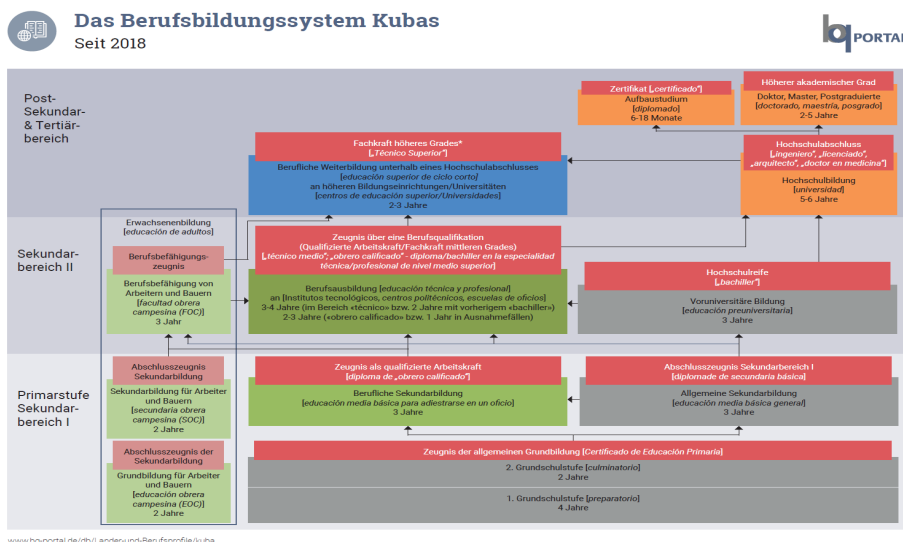 Das Berufsbildungssystem Kubas
Seit 2018
bq PORTAL
Post-
Sekundar-
& Tertiär-
bereich
Zertifikat [„certificado"]
Aufbaustudium
[diplomado]
6-18 Monate
Höherer akademischer Grad
Doktor, Master, Postgraduierte
[doctorado, maestría, posgrado]
2-5 Jahre
Fachkraft höheres Grades*
[„Técnico Superior"]
Berufliche Weiterbildung unterhalb eines Hochschulabschlusses
[educación superior de ciclo corto]
an höheren Bildungseinrichtungen/Universitäten
[centros de educación superior/Universidades]
2-3 Jahre
Hochschulabschluss
[„ingeniero", „licenciado",
„arquitecto", „doctor en medicina"]
Hochschulbildung
[universidad]
5-6 Jahre
Sekundar-
bereich II
Erwachsenenbildung
[educación de adultos]
Berufsbefähigungs-
zeugnis
Berufsbefähigung von
Arbeitern und Bauern
[facultad obrera
campesina (FOC)]
3 Jahr
Zeugnis über eine Berufsqualifikation
(Qualifizierte Arbeitskraft/Fachkraft mittleren Grades)
[„técnico medio"; „obrero calificado" - diploma/bachiller en la especialidad
técnica/profesional de nivel medio superior]
Berufsausbildung [educación técnica y profesional]
an [Institutos tecnológicos, centros politécnicos, escuelas de oficios]
3-4 Jahre (im Bereich «técnico» bzw. 2 Jahre mit vorherigem «bachiller»)
2-3 Jahre («obrero calificado» bzw. 1 Jahr in Ausnahmefällen)
Hochschulreife
[„bachiller"]
Voruniversitäre Bildung
[educación preuniversitaria]
3 Jahre
Primarstufe
Sekundar-
bereich I
Abschlusszeugnis
Sekundarbildung
Sekundarbildung für Arbeiter
und Bauern
[secundaria obrera
campesina (SOC)]
2 Jahre
Zeugnis als qualifizierte Arbeitskraft
[diploma de „obrero calificado"]
Berufliche Sekundarbildung
[educación media básica para adiestrarse en un oficio]
3 Jahre
Abschlusszeugnis Sekundarbereich I
[diplomade de secundaria básica]
Allgemeine Sekundarbildung
[educación media básica general]
3 Jahre
Abschlusszeugnis der
Sekundarbildung
Grundbildung für Arbeiter
und Bauern
[educación obrera
campesina (EOC)]
2 Jahre
Zeugnis der allgemeinen Grundbildung [Certificado de Educación Primaria]
2. Grundschulstufe [culminatorio]
2 Jahre
1. Grundschulstufe [preparatorio]
4 Jahre
www.bq-portal.de/db/Länder-und-Berufsprofile/kuba